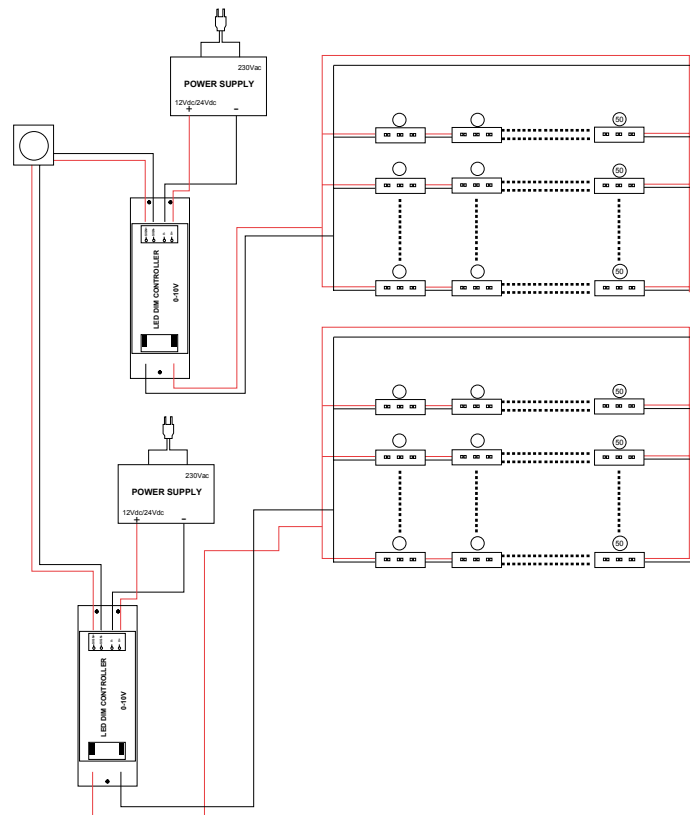 230Vac
POWER SUPPLY
12Vdc/24Vdc
+ −
50
50
50
LED DIM CONTROLLER
0-10V
50
50
50
230Vac
POWER SUPPLY
12Vdc/24Vdc
+ −
LED DIM CONTROLLER
0-10V